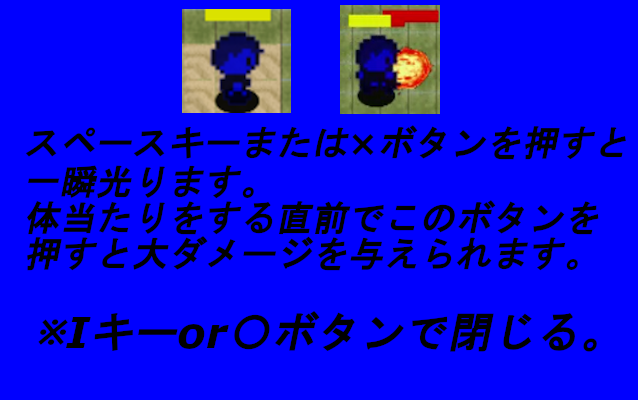 スペースキーまたは×ボタンを押すと
一瞬光ります。
体当たりをする直前でこのボタンを
押すと大ダメージを与えられます。
※Iキーor〇ボタンで閉じる。